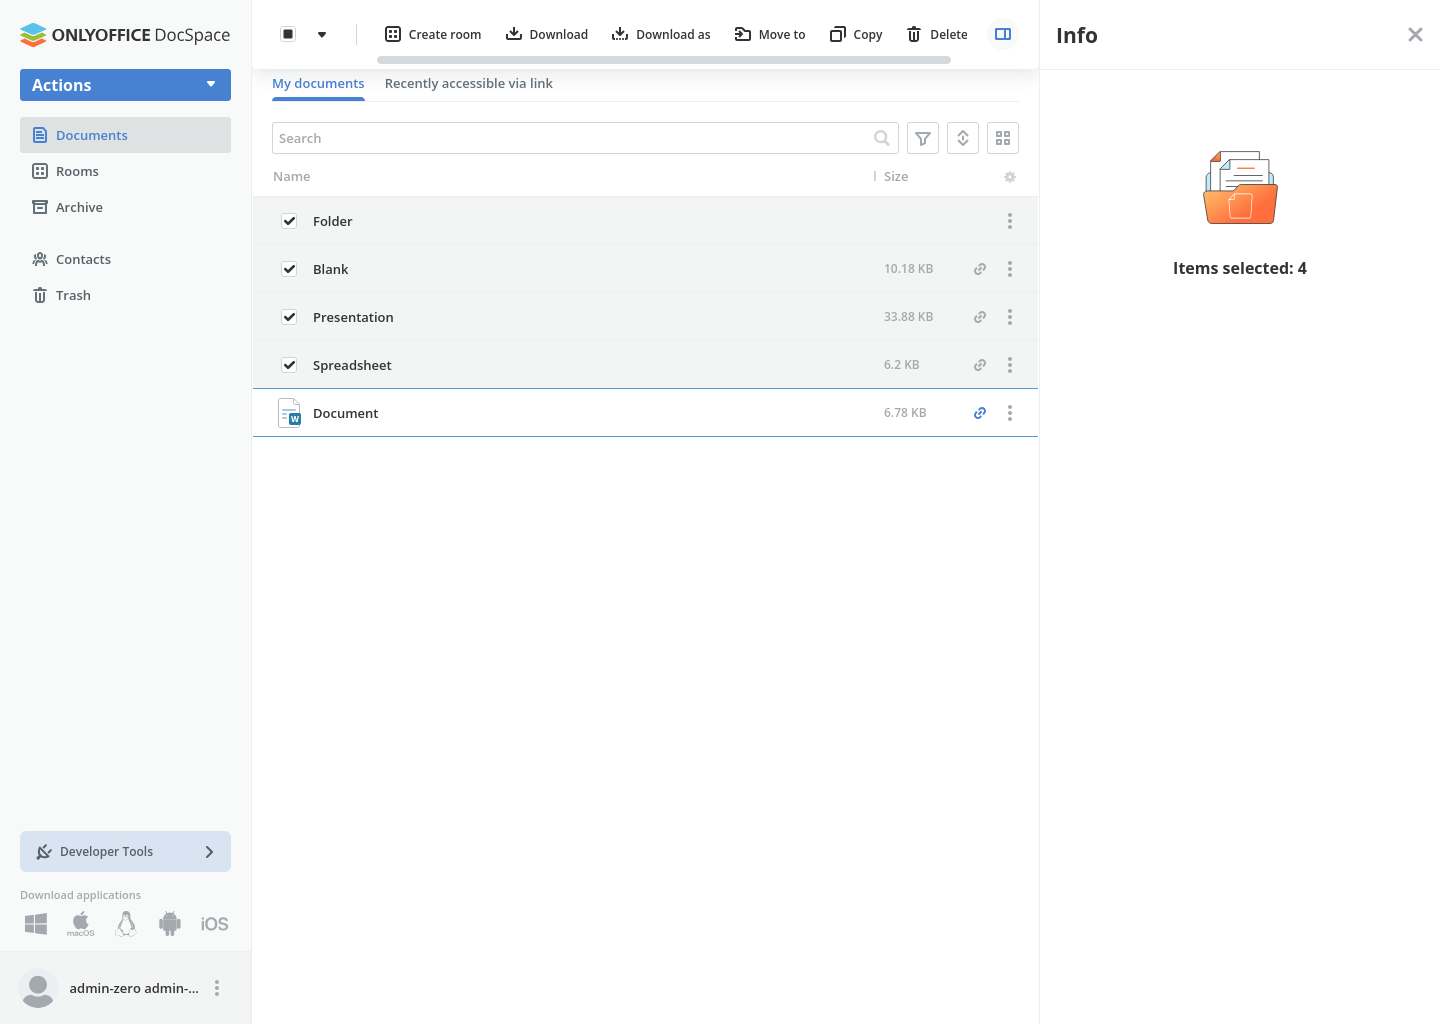 ONLYOFFICE DocSpace
Actions
Documents
Rooms
Archive
Contacts
Trash
Developer Tools
Download applications
macOS
iOS
admin-zero admin-...
Create room
Download
Download as
Move to
Copy
Delete
My documents
Recently accessible via link
Search
Name
Size
Folder
Blank
10.18 KB
Presentation
33.88 KB
Spreadsheet
6.2 KB
W
Document
6.78 KB
Info
Items selected: 4